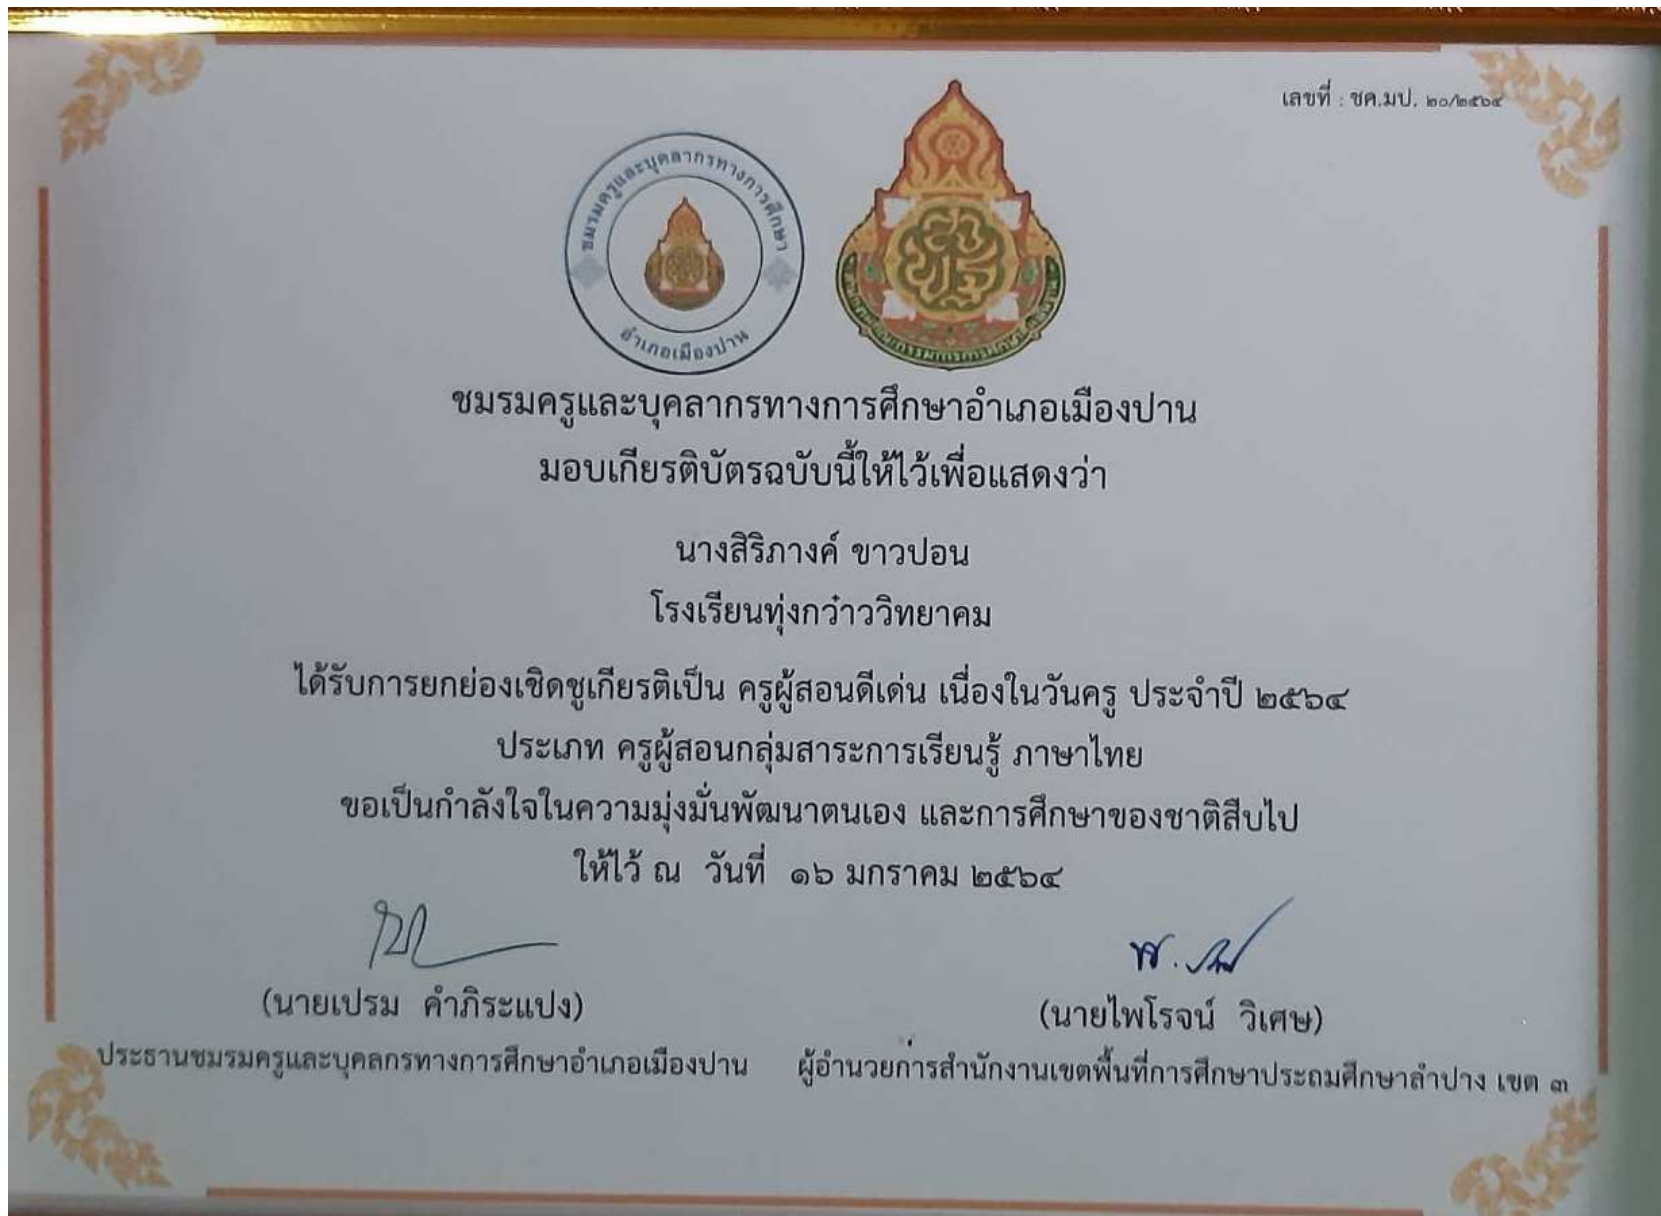 เลขที่ : ชค.มป. ๒๐/๒๕๖๔
ชมรมครูและบุคลากรทางการศึกษา
อำเภอเมืองปาน
สพฐ
ชมรมครูและบุคลากรทางการศึกษาอำเภอเมืองปาน
มอบเกียรติบัตรฉบับนี้ให้ไว้เพื่อแสดงว่า
นางสิริภางค์ ขาวปอน
โรงเรียนทุ่งกว๋าววิทยาคม
ได้รับการยกย่องเชิดชูเกียรติเป็น ครูผู้สอนดีเด่น เนื่องในวันครู ประจำปี ๒๕๖๔
ประเภท ครูผู้สอนกลุ่มสาระการเรียนรู้ ภาษาไทย
ขอเป็นกำลังใจในความมุ่งมั่นพัฒนาตนเอง และการศึกษาของชาติสืบไป
ให้ไว้ ณ วันที่ ๑๖ มกราคม ๒๕๖๔
(นายเปรม คำภิระแปง)
ประธานชมรมครูและบุคลกรทางการศึกษาอำเภอเมืองปาน
(นายไพโรจน์ วิเศษ)
ผู้อำนวยการสำนักงานเขตพื้นที่การศึกษาประถมศึกษาลำปาง เขต ๓